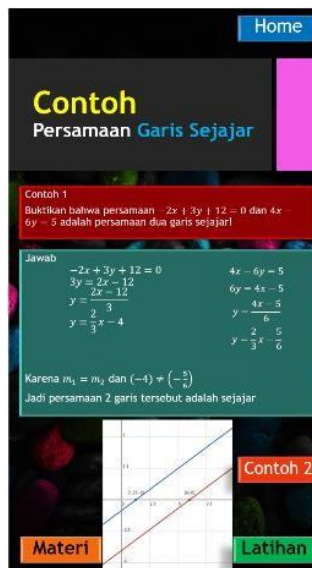 Home
Contoh
Persamaan Garis Sejajar
Contoh 1
Buktikan bahwa persamaan −2x + 3y + 12 = 0 dan 4x −
6y = 5 adalah persamaan dua garis sejajar!
Jawab
−2x + 3y + 12 = 0
3y = 2x − 12
y = (2x − 12)/3
y = 2/3 x − 4
4x − 6y = 5
6y = 4x − 5
y = (4x − 5)/6
y = 2/3 x − 5/6
Karena m₁ = m₂ dan (−4) ≠ (−5/6)
Jadi persamaan 2 garis tersebut adalah sejajar
Contoh 2
Materi
Latihan